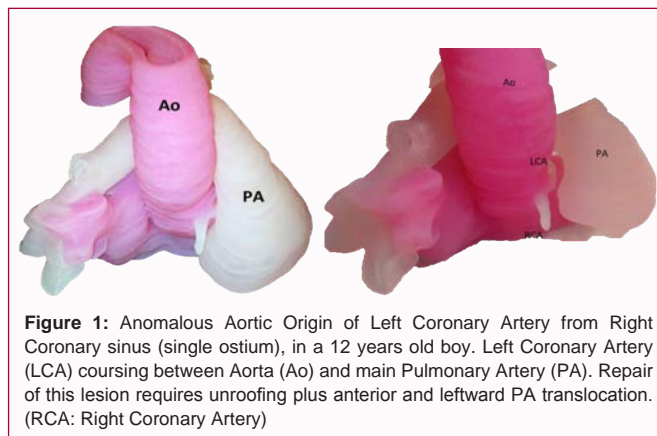 Ao
PA
Ao
LCA
PA
RCA
Figure 1: Anomalous Aortic Origin of Left Coronary Artery from Right
Coronary sinus (single ostium), in a 12 years old boy. Left Coronary Artery
(LCA) coursing between Aorta (Ao) and main Pulmonary Artery (PA). Repair
of this lesion requires unroofing plus anterior and leftward PA translocation.
(RCA: Right Coronary Artery)